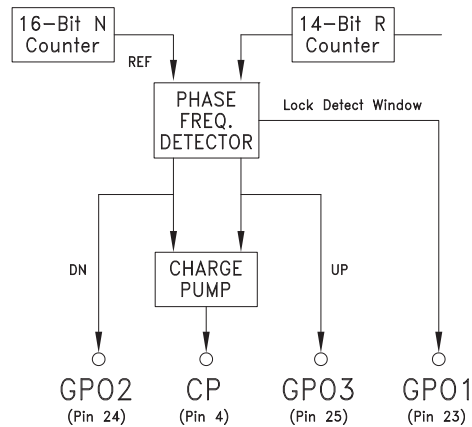 16-Bit N
Counter
14-Bit R
Counter
REF
PHASE
FREQ.
DETECTOR
Lock Detect Window
DN
CHARGE
PUMP
UP
GPO2
(Pin 24)
CP
(Pin 4)
GPO3
(Pin 25)
GPO1
(Pin 23)